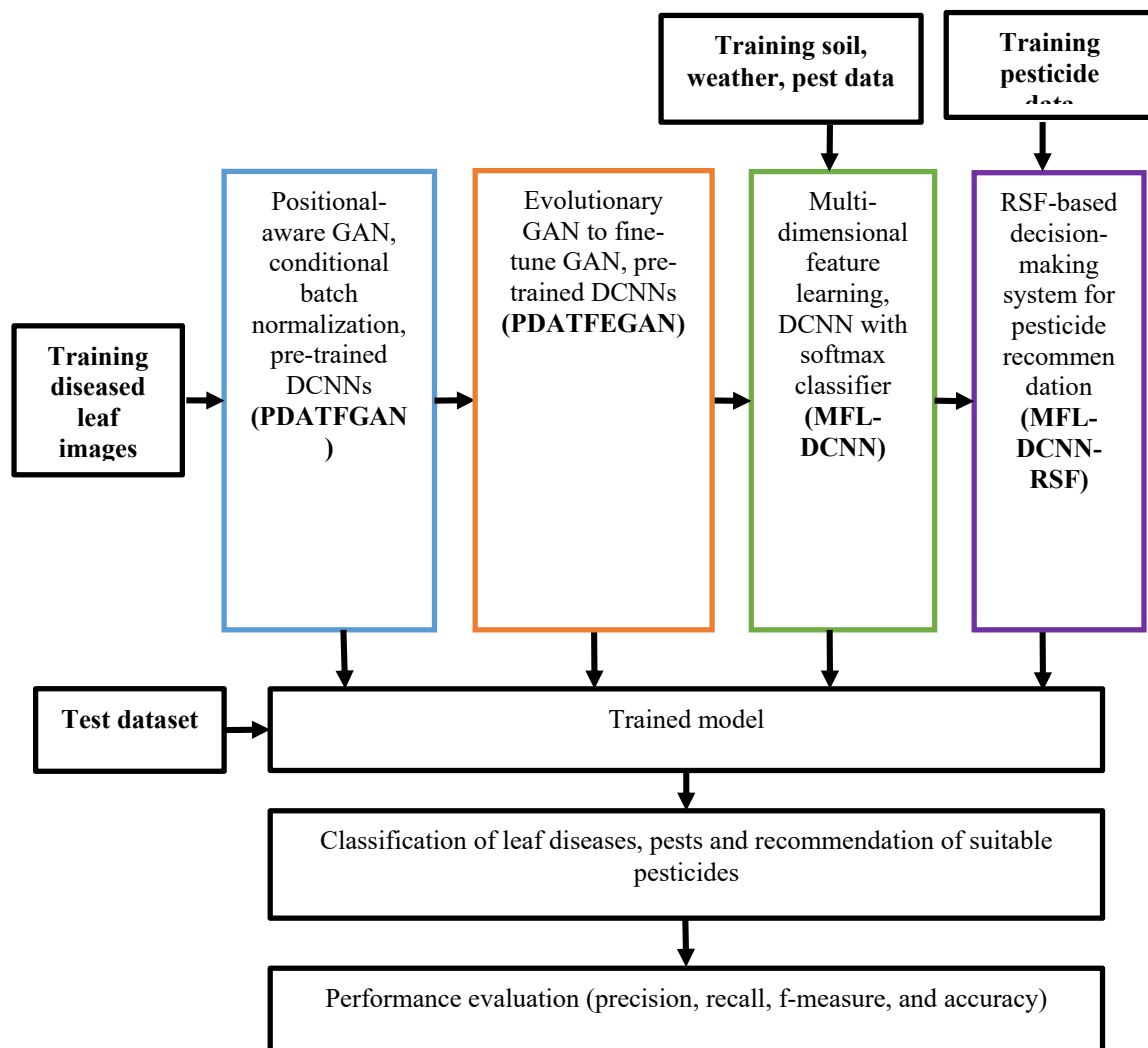 Training soil,
weather, pest data
Training
pesticide
data
Positional-
aware GAN,
conditional
batch
normalization,
pre-trained
DCNNs
(PDATFGAN
)
Evolutionary
GAN to fine-
tune GAN, pre-
trained DCNNs
(PDATFEGAN)
Multi-
dimensional
feature
learning,
DCNN with
softmax
classifier
(MFL-
DCNN)
RSF-based
decision-
making
system for
pesticide
recommen
dation
(MFL-
DCNN-
RSF)
Training
diseased
leaf
images
Test dataset
Trained model
Classification of leaf diseases, pests and recommendation of suitable
pesticides
Performance evaluation (precision, recall, f-measure, and accuracy)